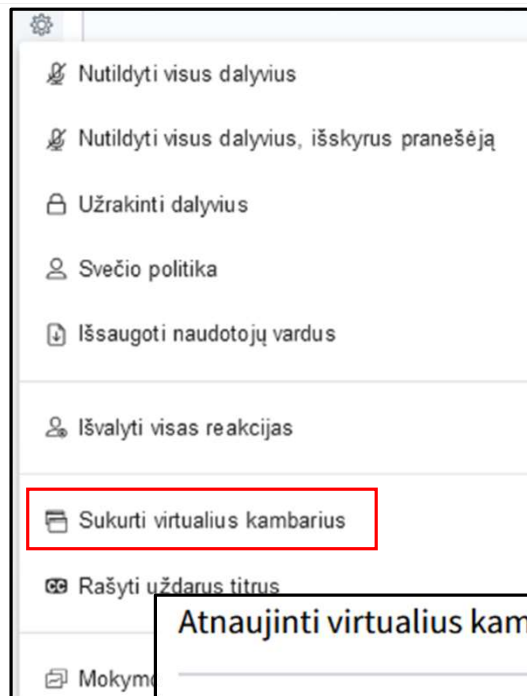 Nutildyti visus dalyvius
Nutildyti visus dalyvius, išskyrus pranešėją
Užrakinti dalyvius
Svečio politika
Išsaugoti naudotojų vardus
Išvalyti visas reakcijas
Sukurti virtualius kambarius
CC Rašyti uždarus titrus
Atnaujinti virtualius